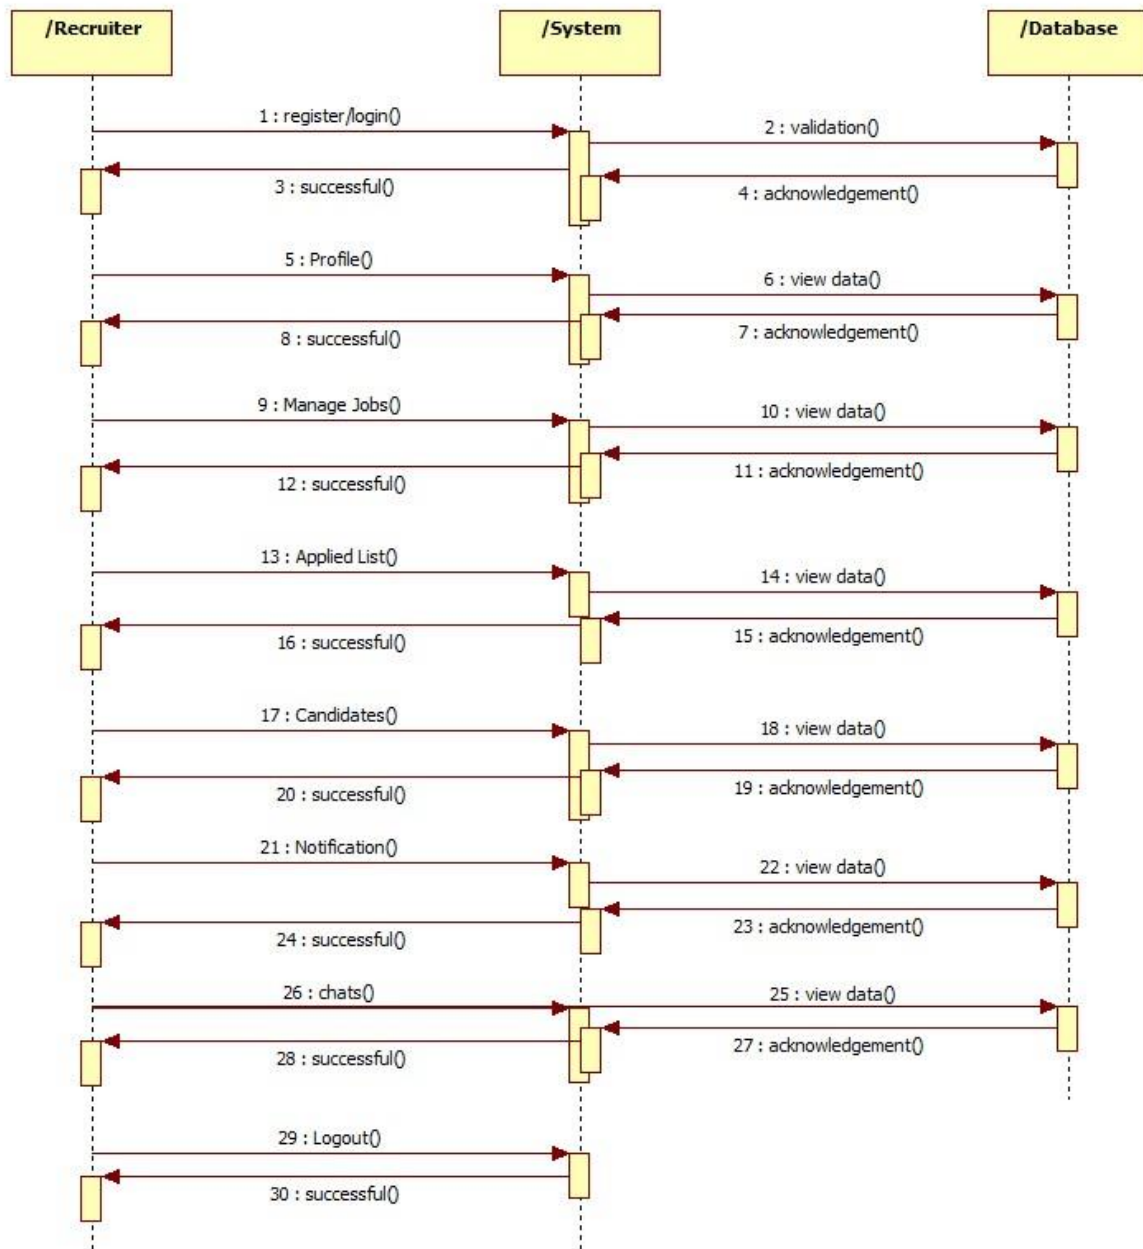 /Recruiter
/System
/Database
1 : register/login()
2 : validation()
3 : successful()
4 : acknowledgement()
5 : Profile()
6 : view data()
8 : successful()
7 : acknowledgement()
9 : Manage Jobs()
10 : view data()
12 : successful()
11 : acknowledgement()
13 : Applied List()
14 : view data()
16 : successful()
15 : acknowledgement()
17 : Candidates()
18 : view data()
20 : successful()
19 : acknowledgement()
21 : Notification()
22 : view data()
24 : successful()
23 : acknowledgement()
26 : chats()
25 : view data()
28 : successful()
27 : acknowledgement()
29 : Logout()
30 : successful()